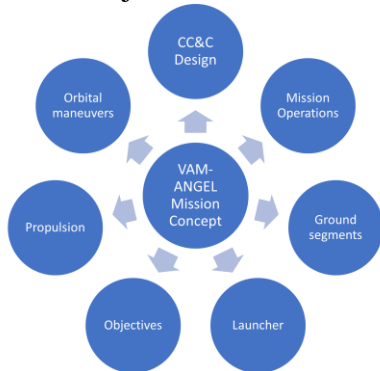 CC&C
Design
Orbital
maneuvers
Mission
Operations
VAM-
ANGEL
Mission
Concept
Propulsion
Ground
segments
Objectives
Launcher